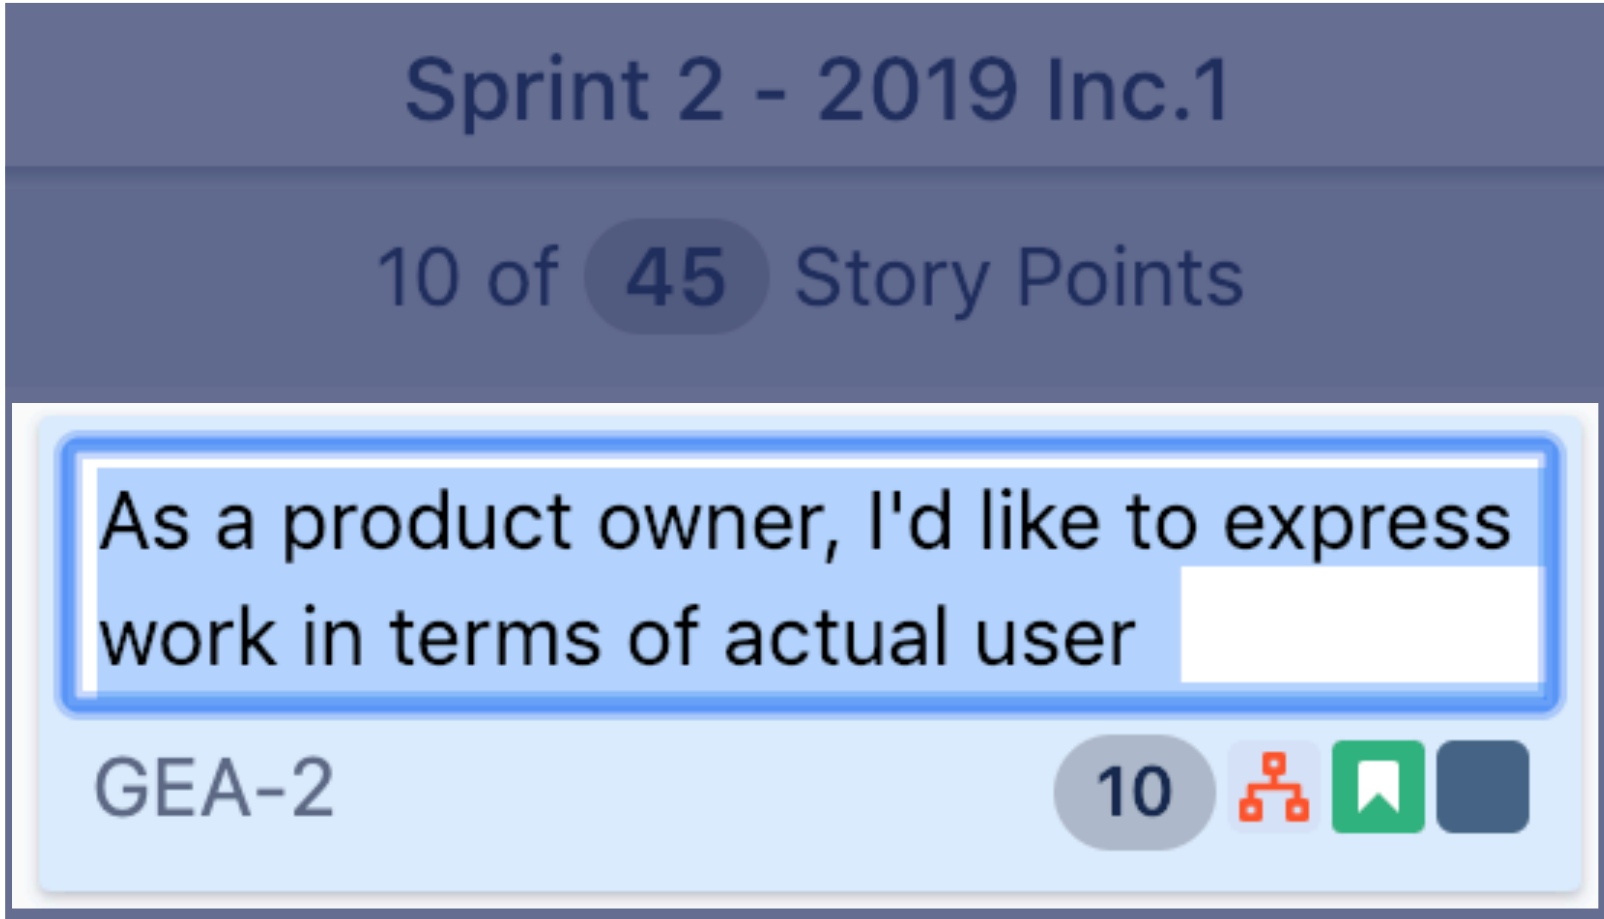 Sprint 2 - 2019 Inc.1
10 of 45 Story Points
As a product owner, I'd like to express
work in terms of actual user
GEA-2
10